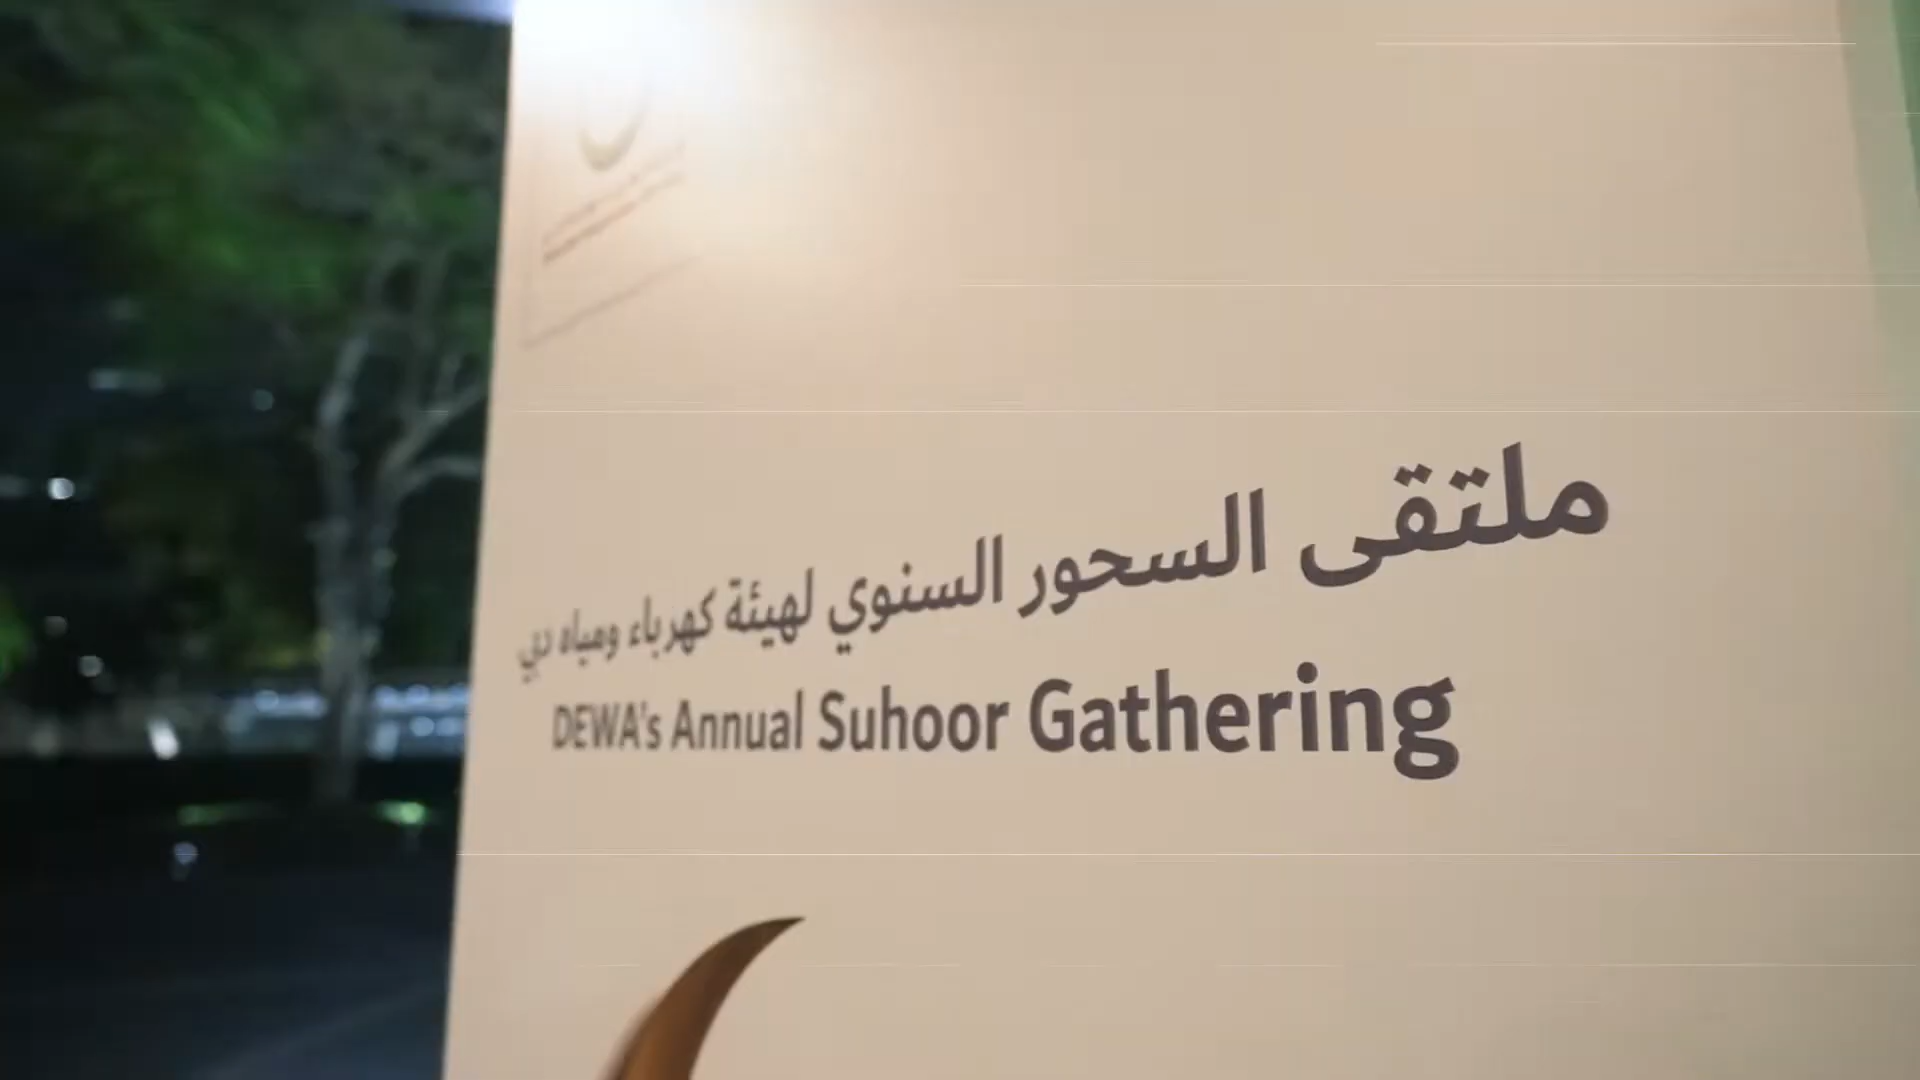 ملتقى السحور السنوي لهيئة كهرباء ومياه دبي
DEWA's Annual Suhoor Gathering